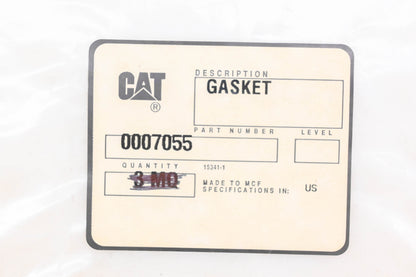 CAT
®
DESCRIPTION
GASKET
PART NUMBER LEVEL
0007055
QUANTITY 15341-1
3 MO
MADE TO MCF
SPECIFICATIONS IN: US